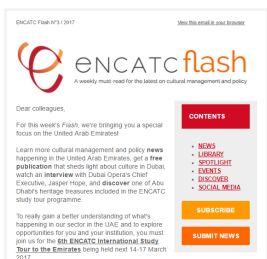 ENCATC Flash N°3 / 2017
View this email in your browser
encatcflash
A weekly must read for the latest on cultural management and policy
Dear colleagues,
For this week's Flash, we're bringing you a special
focus on the United Arab Emirates!
Learn more cultural management and policy news
happening in the United Arab Emirates, get a free
publication that sheds light about culture in Dubai,
watch an interview with Dubai Opera's Chief
Executive, Jasper Hope, and discover one of Abu
Dhabi's heritage treasures included in the ENCATC
study tour programme.
To really gain a better understanding of what's
happening in our sector in the UAE and to explore
opportunities for you and your institution, you must
join us for the 6th ENCATC International Study
Tour to the Emirates being held next 14-17 March
2017.
CONTENTS
NEWS
LIBRARY
SPOTLIGHT
EVENTS
DISCOVER
SOCIAL MEDIA
SUBSCRIBE
SUBMIT NEWS